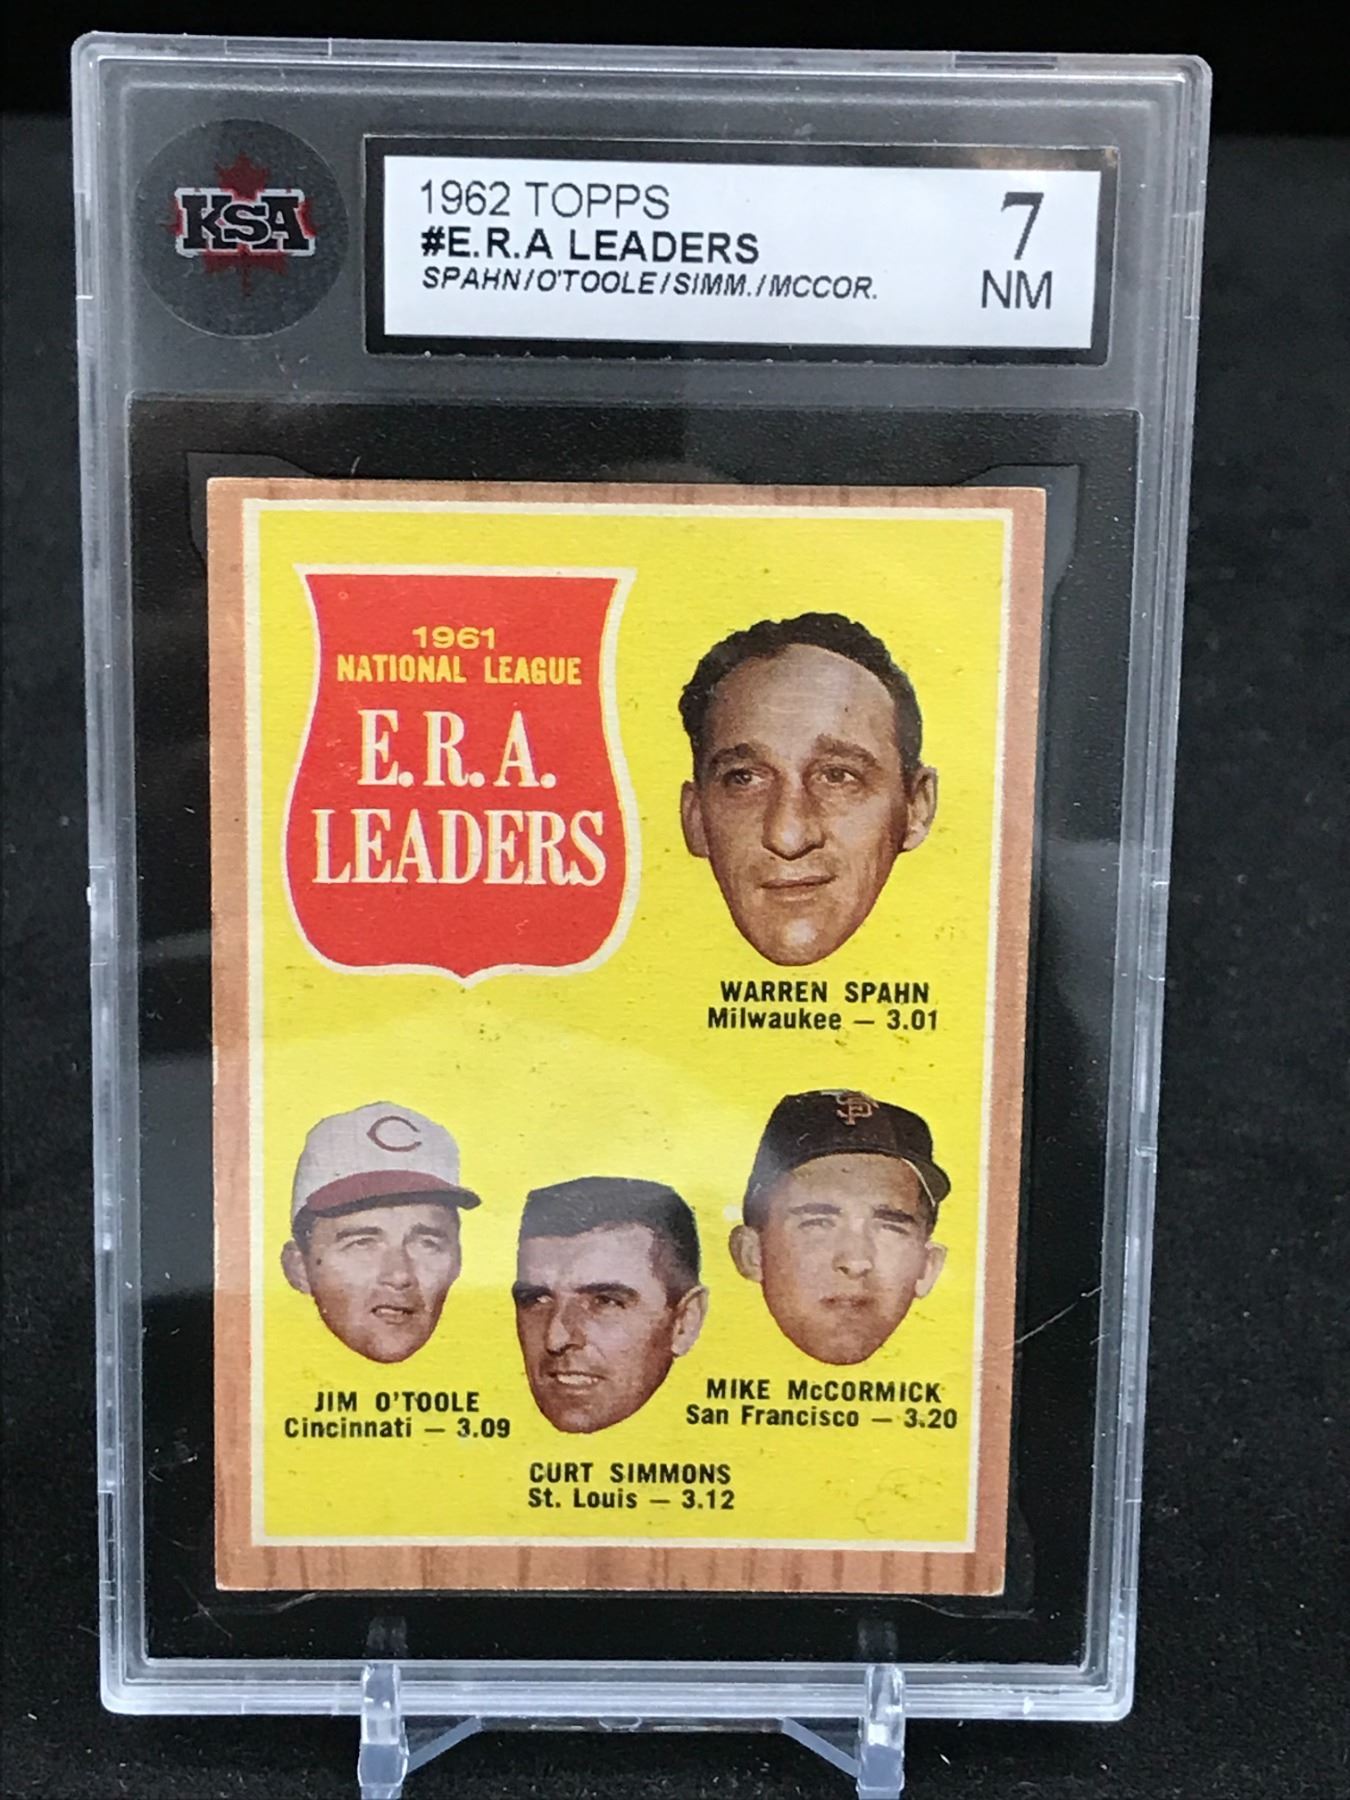 KSA
1962 TOPPS
#E.R.A LEADERS
SPAHN/O'TOOLE/SIMM./MCCOR.
7
NM
1961
NATIONAL LEAGUE
E.R.A.
LEADERS
WARREN SPAHN
Milwaukee — 3.01
C
SF
JIM O'TOOLE
Cincinnati — 3.09
MIKE McCORMICK
San Francisco — 3.20
CURT SIMMONS
St. Louis — 3.12